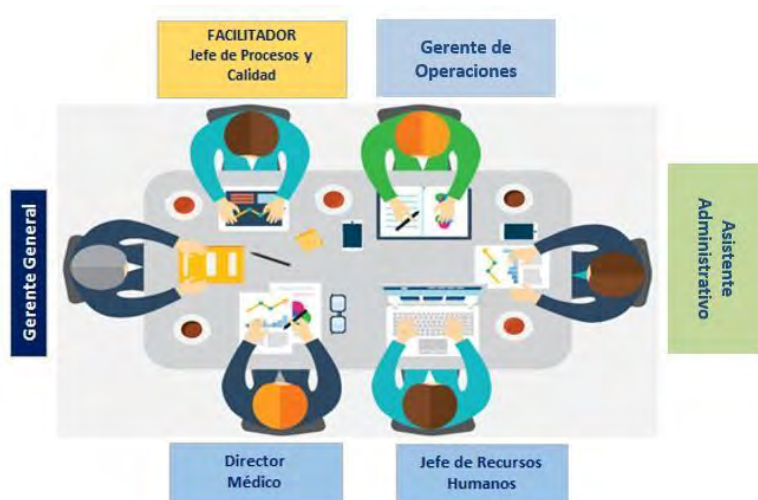 FACILITADOR
Jefe de Procesos y
Calidad
Gerente de
Operaciones
Gerente General
Asistente
Administrativo
Director
Médico
Jefe de Recursos
Humanos